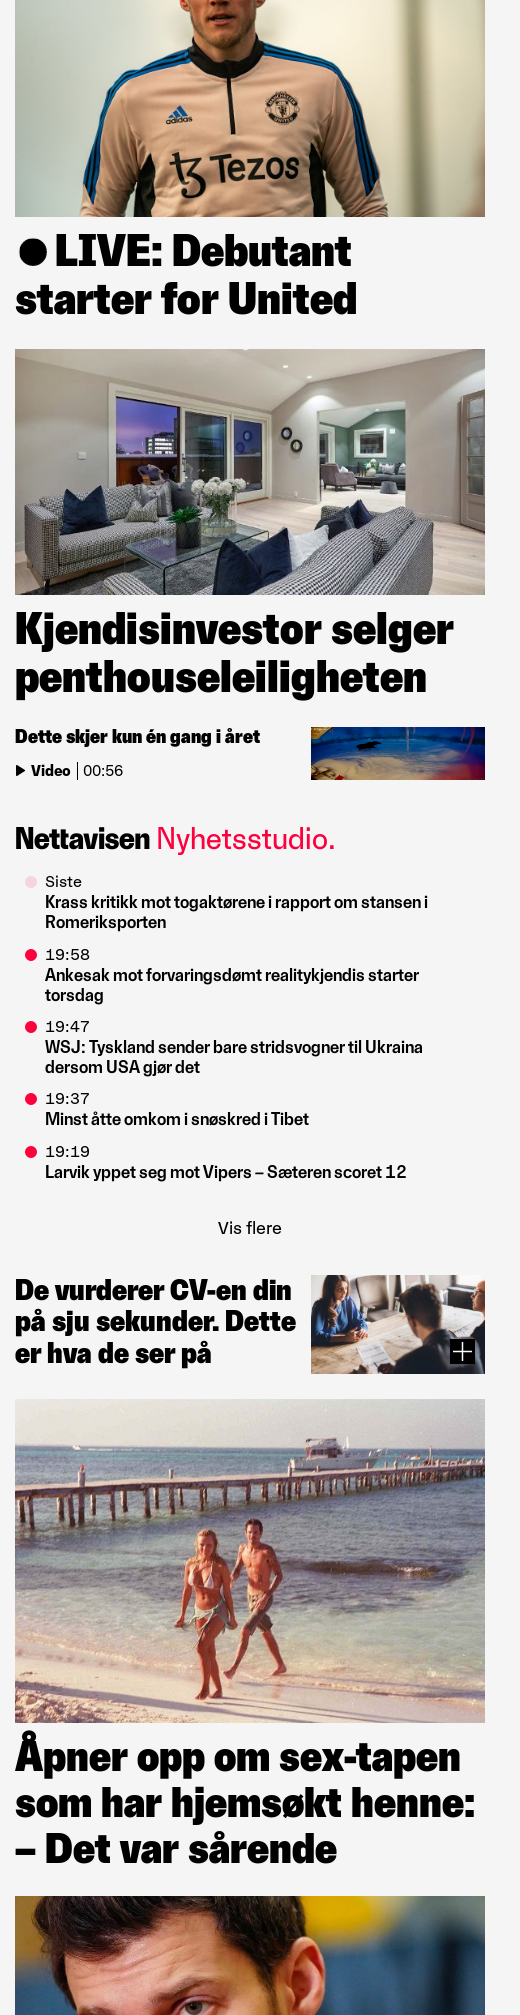 adidas
MANCHESTER
UNITED
Tezos
LIVE: Debutant
starter for United
Kjendisinvestor selger
penthouseleiligheten
Dette skjer kun én gang i året
Video | 00:56
Nettavisen Nyhetsstudio.
Siste
Krass kritikk mot togaktørene i rapport om stansen i
Romeriksporten
19:58
Ankesak mot forvaringsdømt realitykjendis starter
torsdag
19:47
WSJ: Tyskland sender bare stridsvogner til Ukraina
dersom USA gjør det
19:37
Minst åtte omkom i snøskred i Tibet
19:19
Larvik yppet seg mot Vipers – Sæteren scoret 12
Vis flere
De vurderer CV-en din
på sju sekunder. Dette
er hva de ser på
Åpner opp om sex-tapen
som har hjemsøkt henne:
– Det var sårende